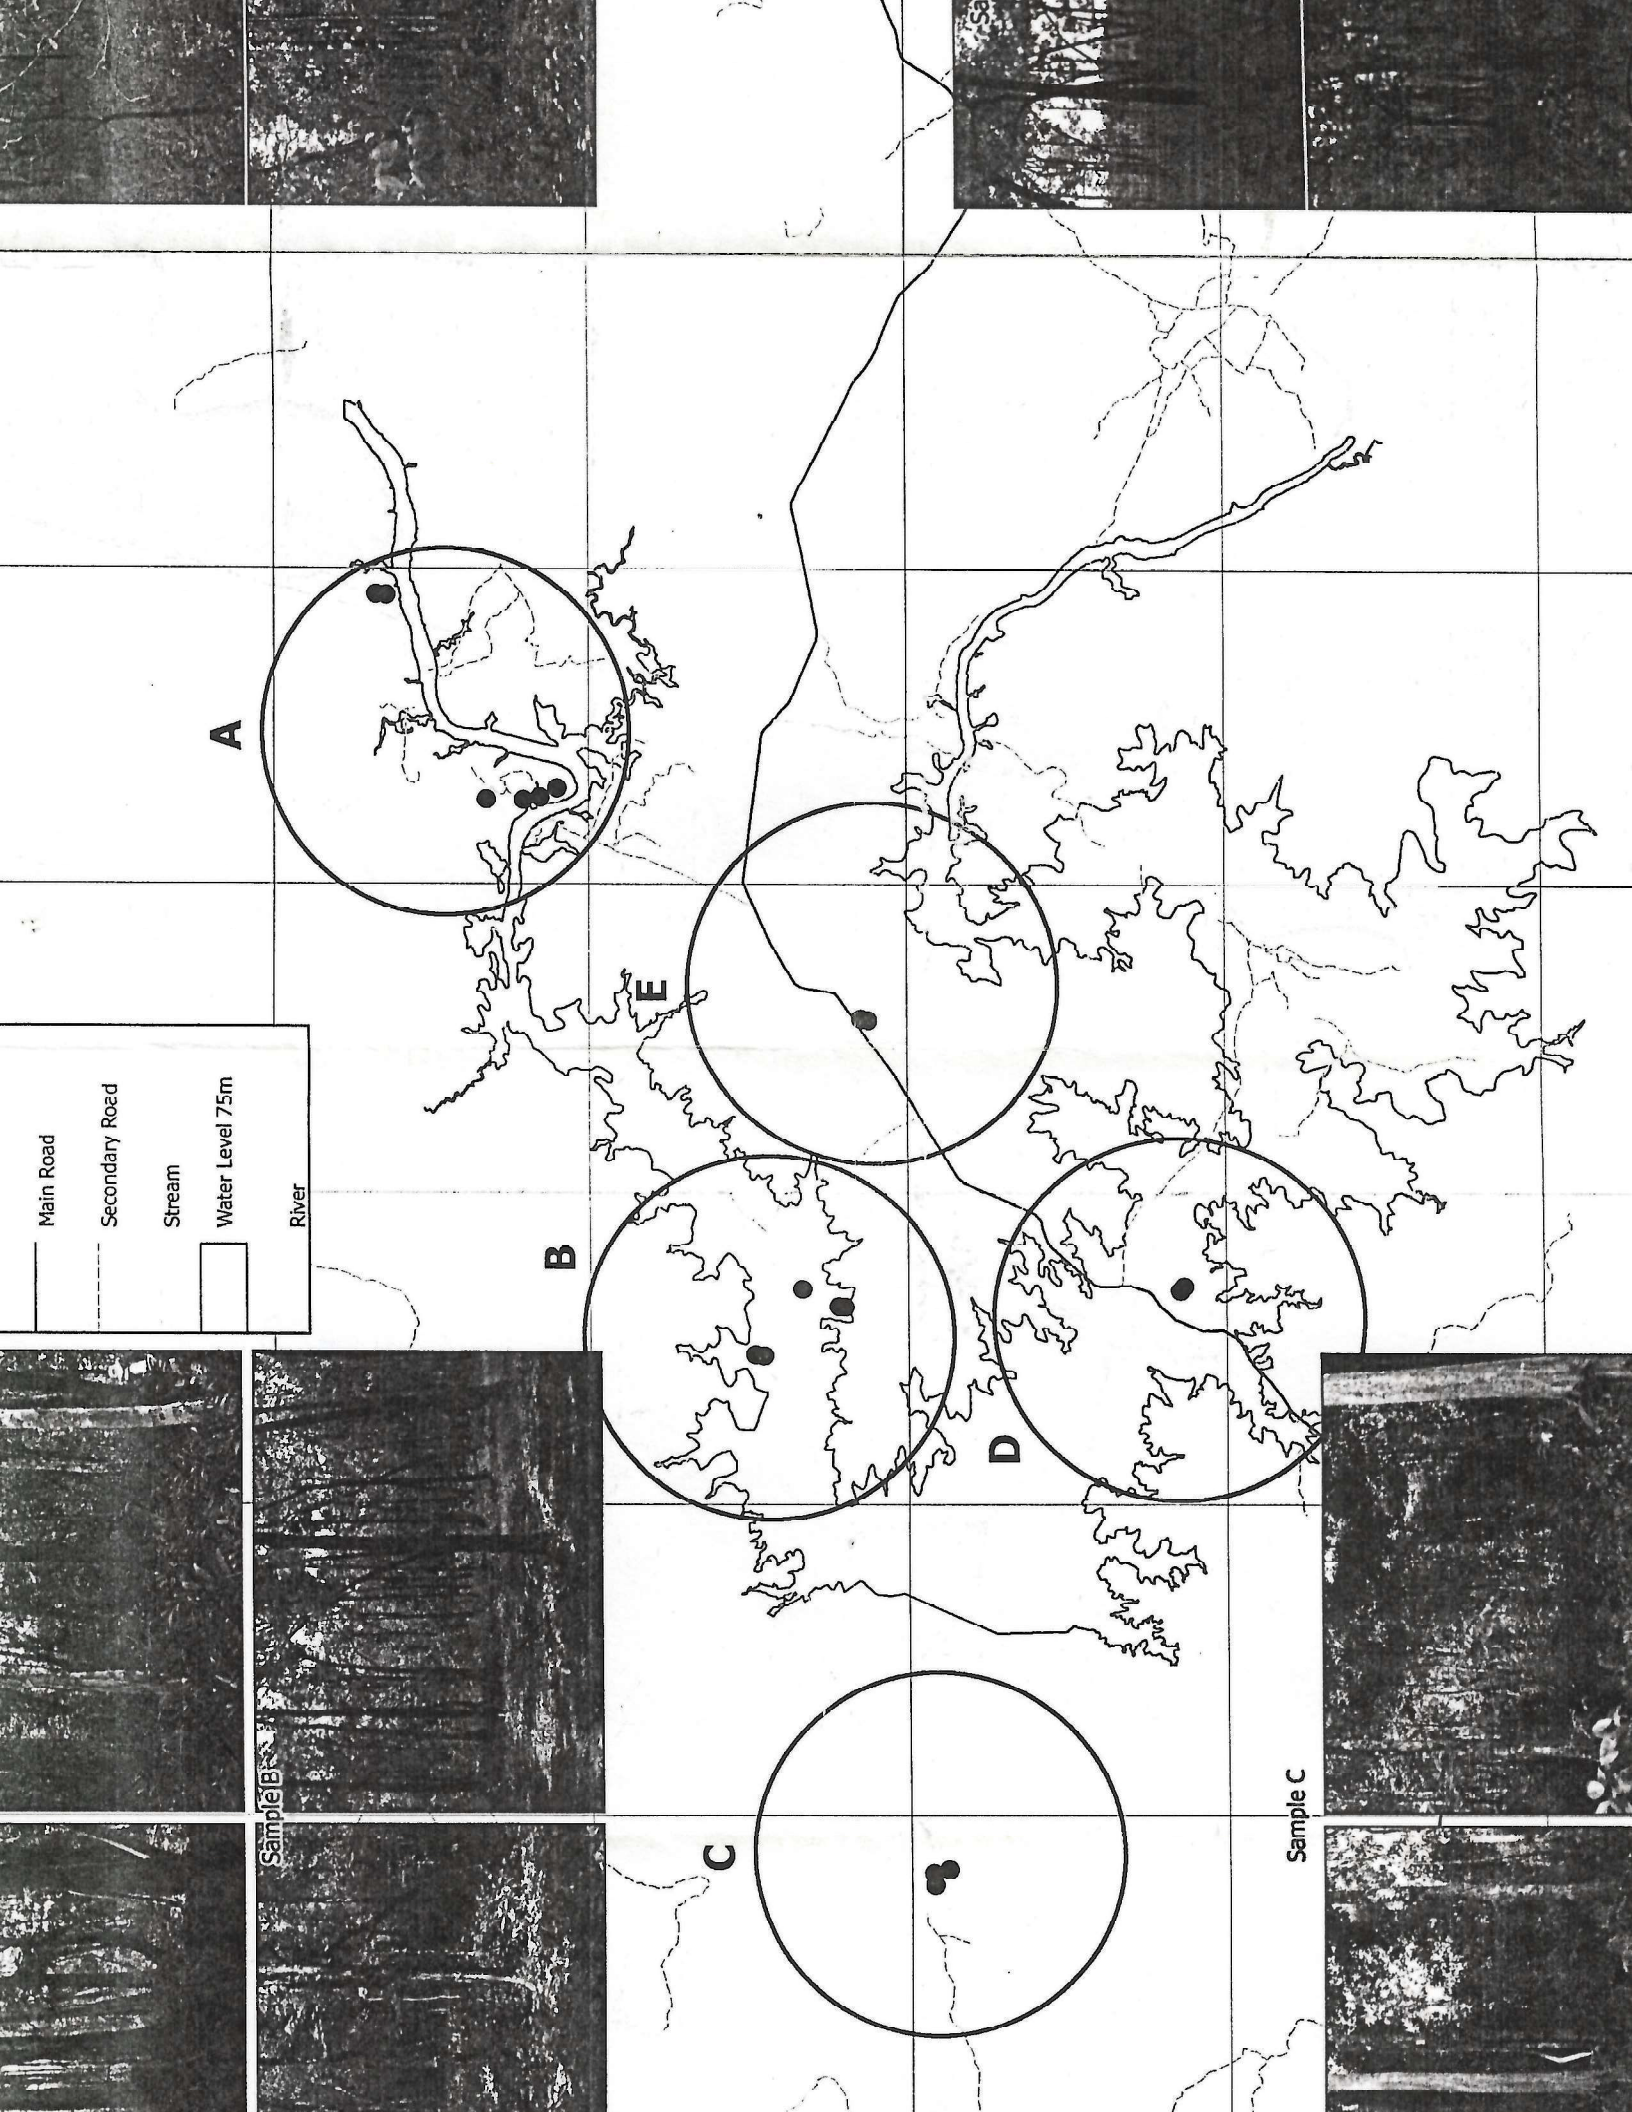 A
E
B
D
C
Main Road
Secondary Road
Stream
Water Level 75m
River
Sample B
Sample C